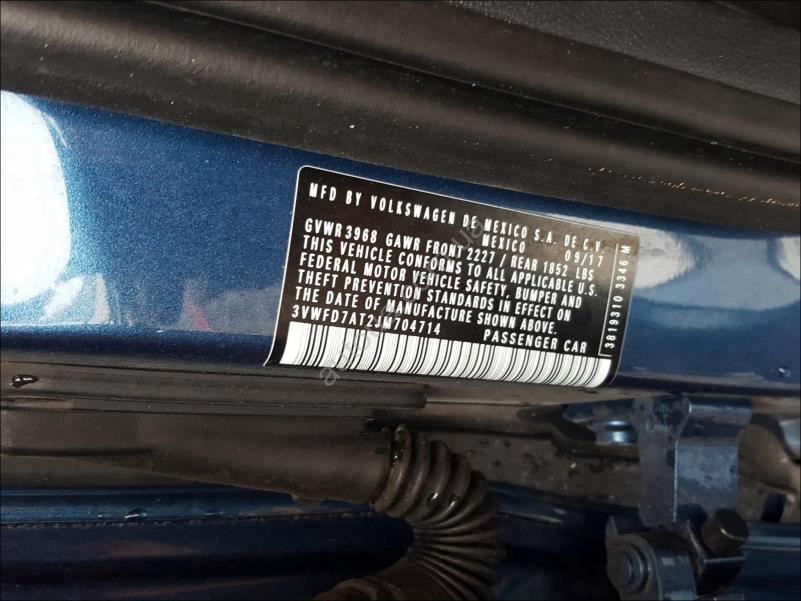 MFD BY VOLKSWAGEN DE MEXICO S.A. DE C.V.
MEXICO
GVWR 3968 GAWR FRONT 2227 / REAR 1852 LBS 09/17
THIS VEHICLE CONFORMS TO ALL APPLICABLE U.S.
FEDERAL MOTOR VEHICLE SAFETY, BUMPER AND
THEFT PREVENTION STANDARDS IN EFFECT ON
THE DATE OF MANUFACTURE SHOWN ABOVE.
3VWFD7AT2JM704714 PASSENGER CAR
3819310 3346 M